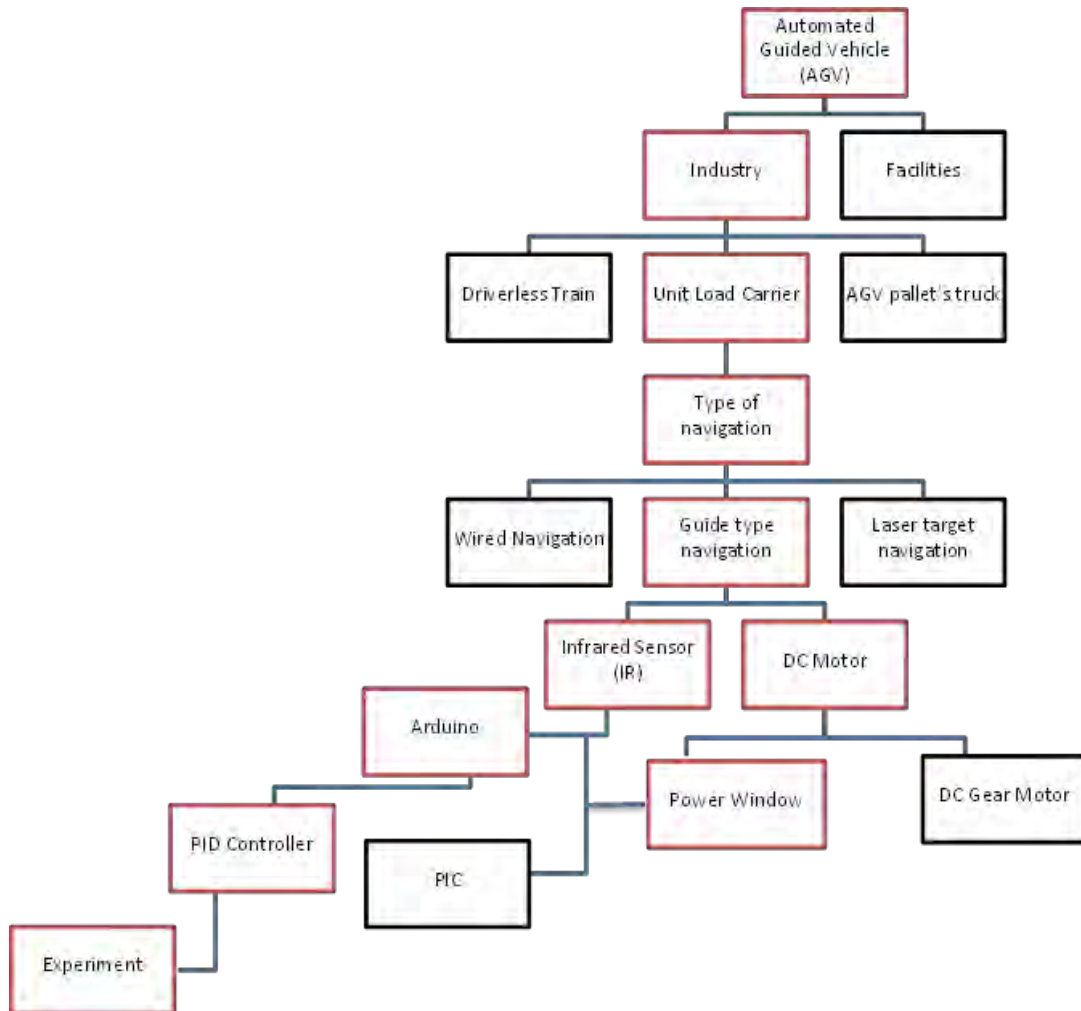 Automated
Guided Vehicle
(AGV)
Industry
Facilities
Driverless Train
Unit Load Carrier
AGV pallet's truck
Type of
navigation
Wired Navigation
Guide type
navigation
Laser target
navigation
Infrared Sensor
(IR)
DC Motor
Arduino
Power Window
DC Gear Motor
PID Controller
PIC
Experiment